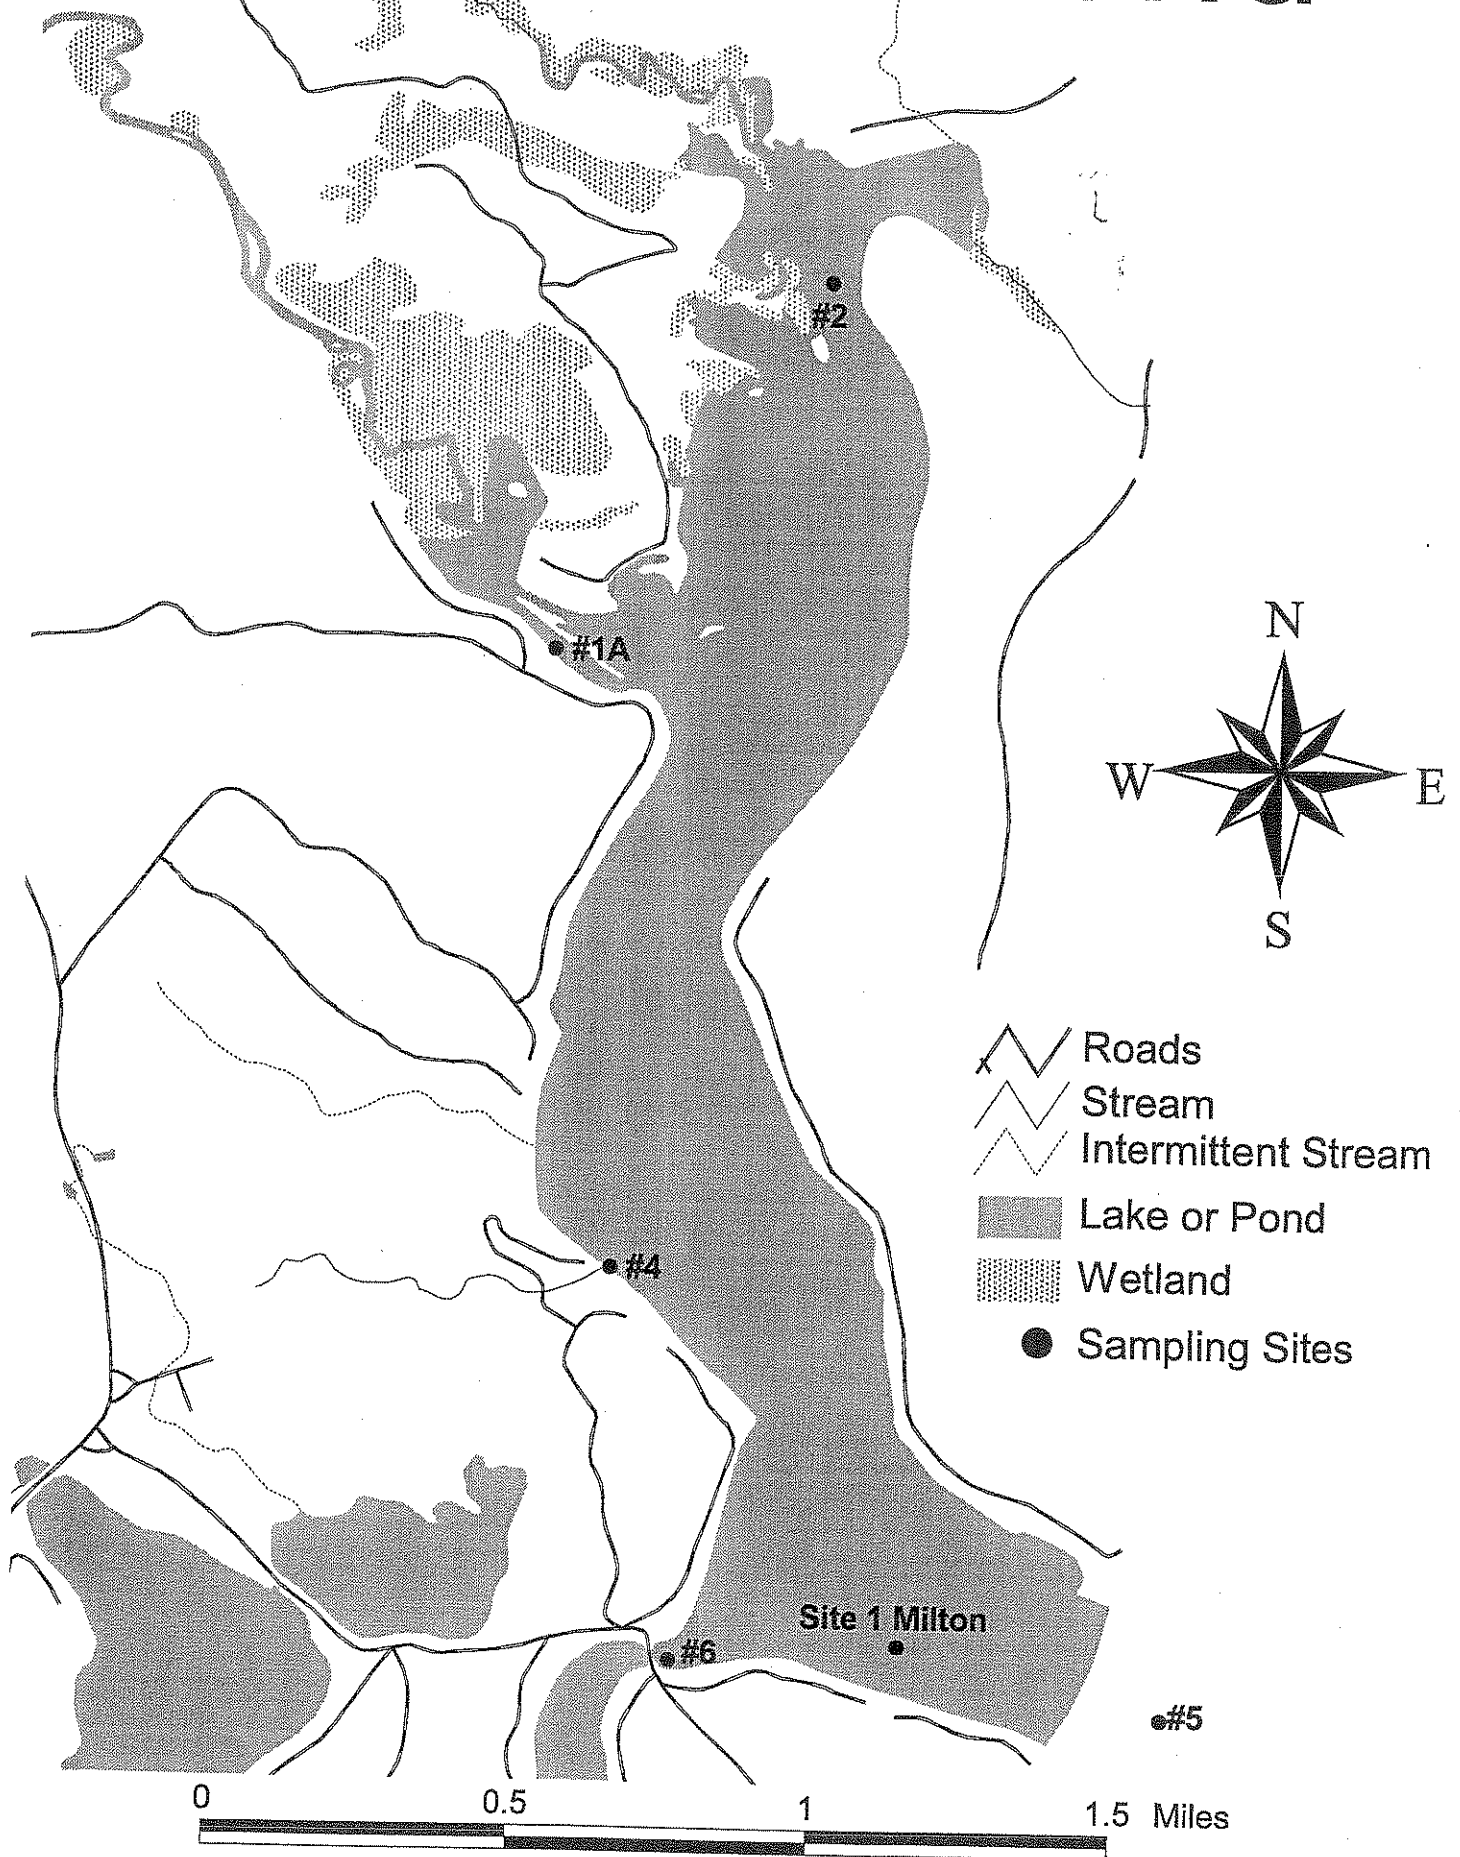 #2
#1A
N
W E
S
Roads
Stream
Intermittent Stream
#4
Lake or Pond
Wetland
Sampling Sites
Site 1 Milton
#6
#5
0 0.5 1 1.5 Miles